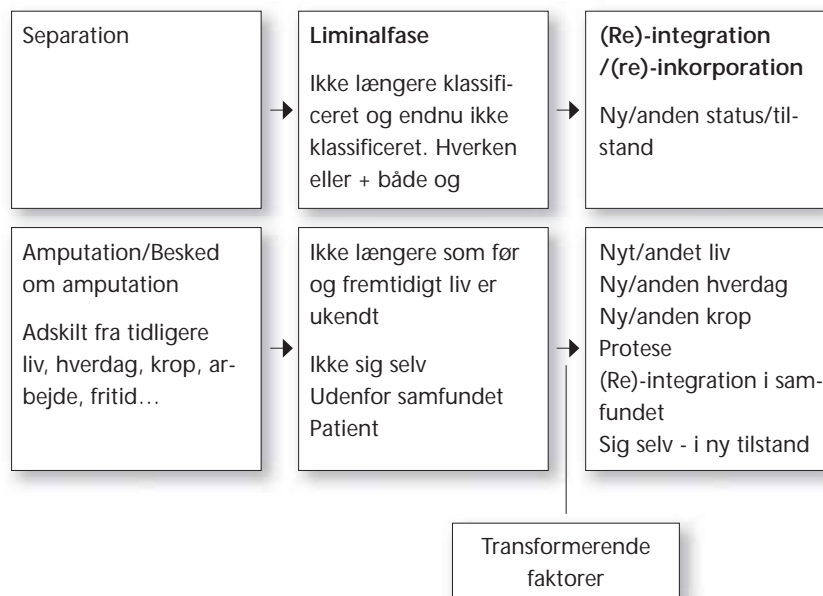 Separation
Liminalfase
Ikke længere klassifi-
ceret og endnu ikke
klassificeret. Hverken
eller + både og
(Re)-integration
/(re)-inkorporation
Ny/anden status/til-
stand
Amputation/Besked
om amputation
Adskilt fra tidligere
liv, hverdag, krop, ar-
bejde, fritid…
Ikke længere som før
og fremtidigt liv er
ukendt
Ikke sig selv
Udenfor samfundet
Patient
Nyt/andet liv
Ny/anden hverdag
Ny/anden krop
Protese
(Re)-integration i sam-
fundet
Sig selv - i ny tilstand
Transformerende
faktorer